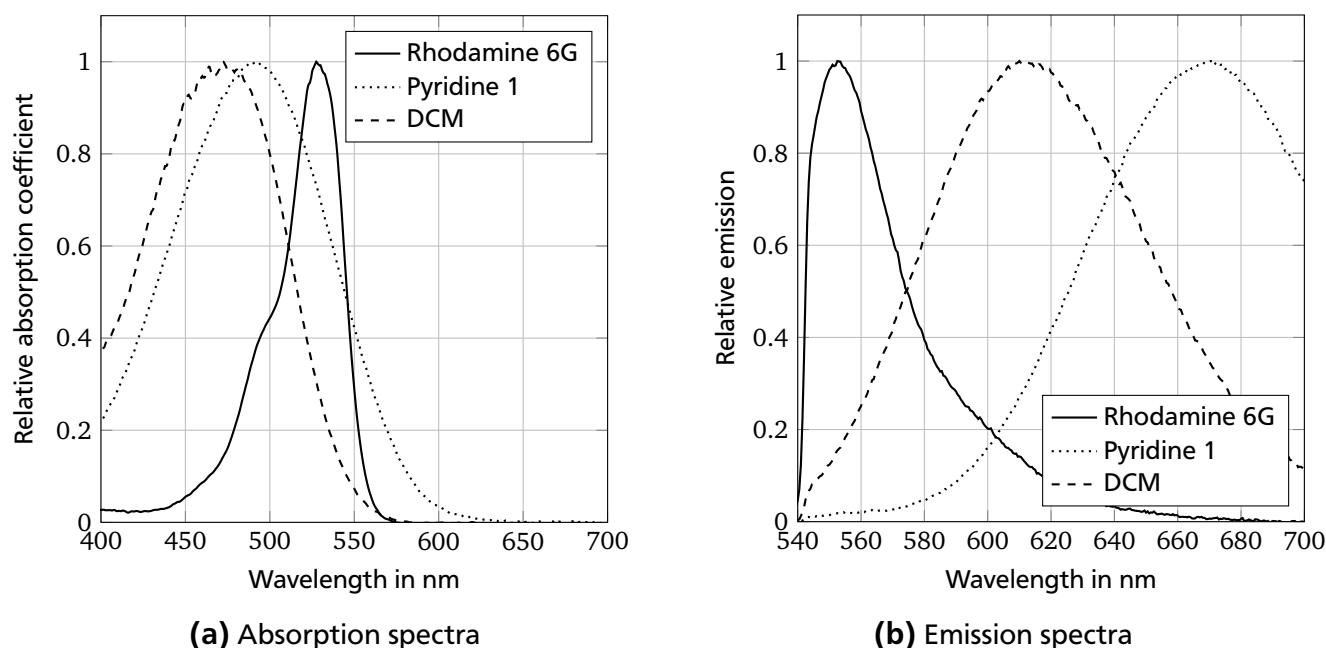 Relative absorption coefficient
1
0.8
0.6
0.4
0.2
0
400
450
500
550
600
650
700
Wavelength in nm
Rhodamine 6G
Pyridine 1
DCM
(a) Absorption spectra
Relative emission
1
0.8
0.6
0.4
0.2
0
540
560
580
600
620
640
660
680
700
Wavelength in nm
Rhodamine 6G
Pyridine 1
DCM
(b) Emission spectra